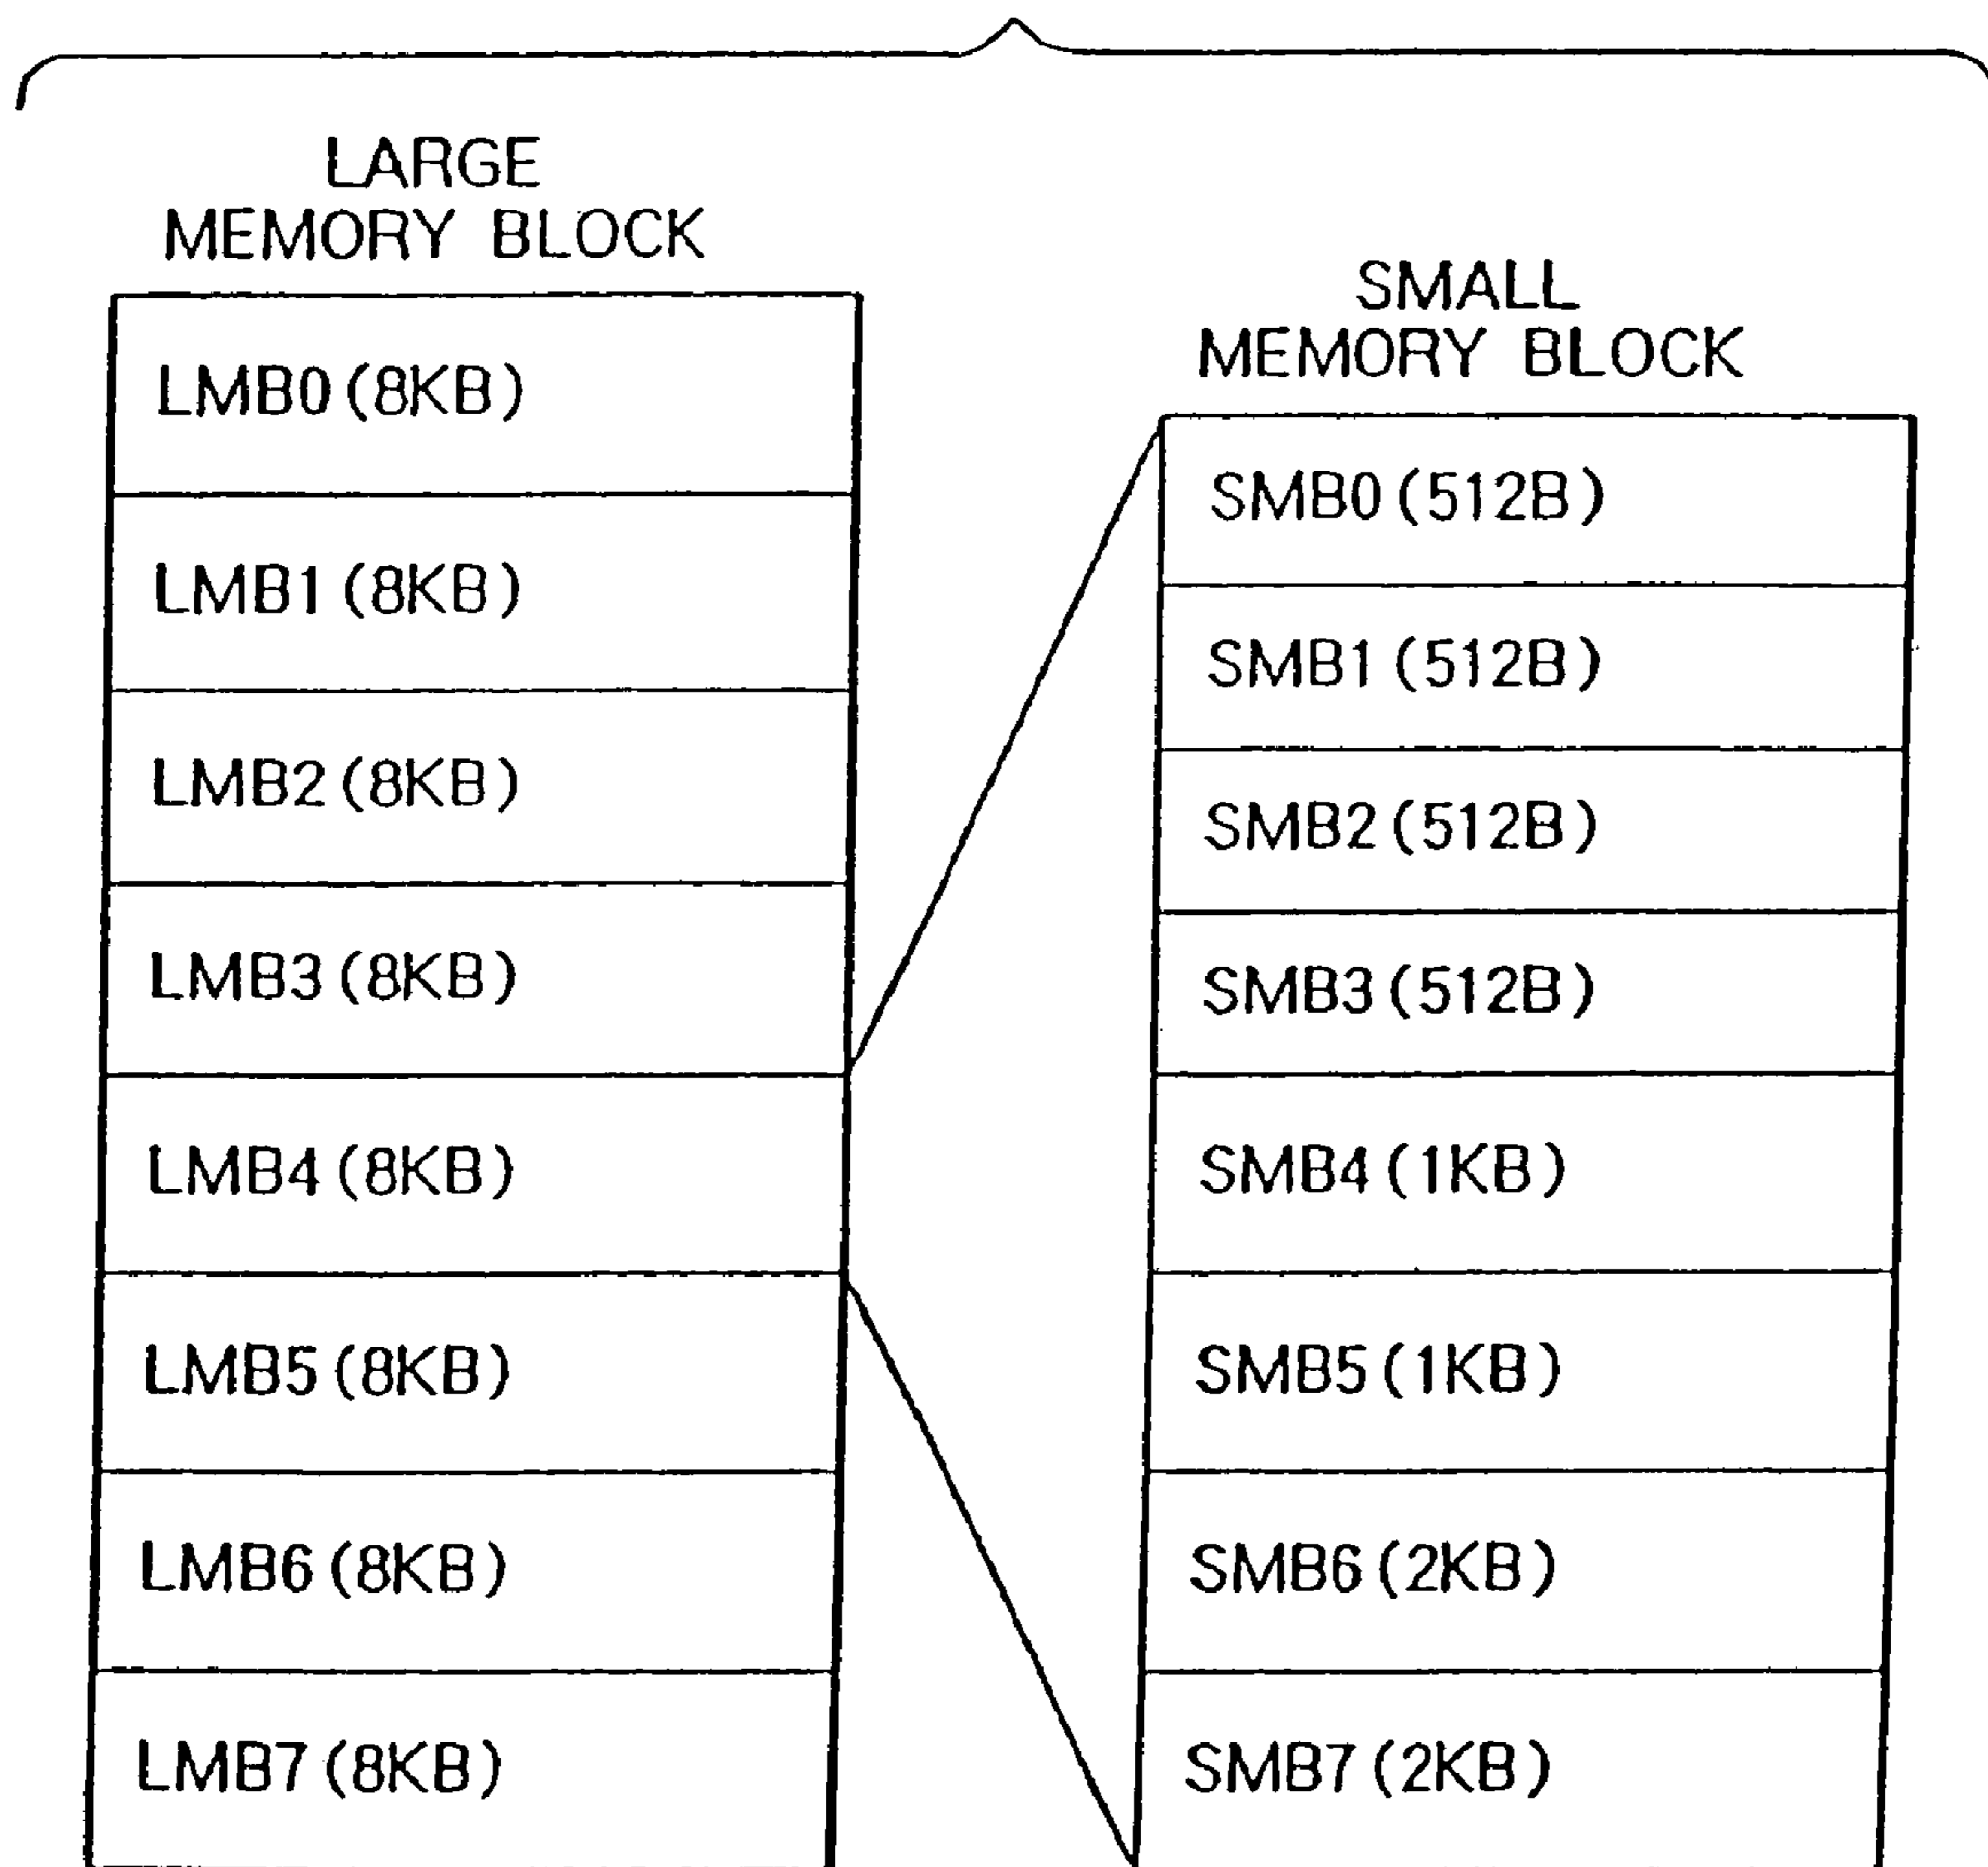 LARGE
MEMORY BLOCK
LMB0(8KB)
LMB1(8KB)
LMB2(8KB)
LMB3(8KB)
LMB4(8KB)
LMB5(8KB)
LMB6(8KB)
LMB7(8KB)
SMALL
MEMORY BLOCK
SMB0(512B)
SMB1(512B)
SMB2(512B)
SMB3(512B)
SMB4(1KB)
SMB5(1KB)
SMB6(2KB)
SMB7(2KB)